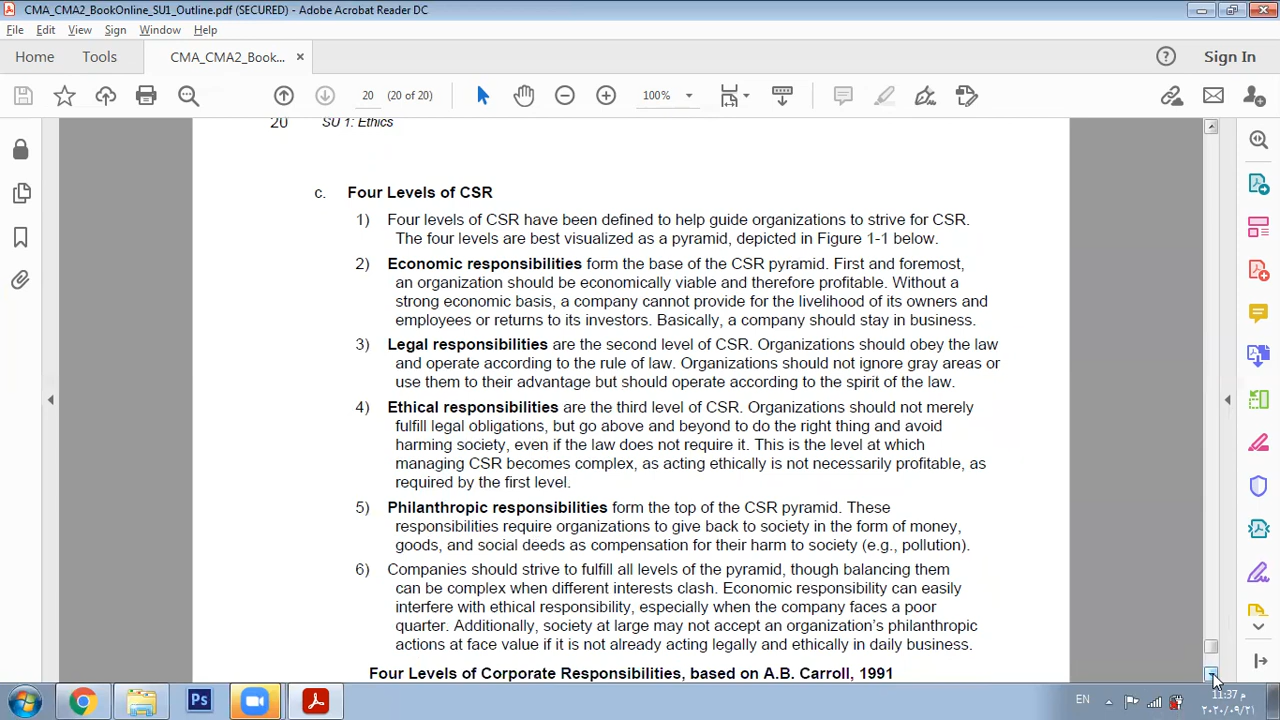 CMA_CMA2_BookOnline_SU1_Outline.pdf (SECURED) - Adobe Acrobat Reader DC
File Edit View Sign Window Help
Home Tools CMA_CMA2_Book... × Sign In
20 (20 of 20) 100%
20 SU 1: Ethics
c. Four Levels of CSR
1) Four levels of CSR have been defined to help guide organizations to strive for CSR.
The four levels are best visualized as a pyramid, depicted in Figure 1-1 below.
2) Economic responsibilities form the base of the CSR pyramid. First and foremost,
an organization should be economically viable and therefore profitable. Without a
strong economic basis, a company cannot provide for the livelihood of its owners and
employees or returns to its investors. Basically, a company should stay in business.
3) Legal responsibilities are the second level of CSR. Organizations should obey the law
and operate according to the rule of law. Organizations should not ignore gray areas or
use them to their advantage but should operate according to the spirit of the law.
4) Ethical responsibilities are the third level of CSR. Organizations should not merely
fulfill legal obligations, but go above and beyond to do the right thing and avoid
harming society, even if the law does not require it. This is the level at which
managing CSR becomes complex, as acting ethically is not necessarily profitable, as
required by the first level.
5) Philanthropic responsibilities form the top of the CSR pyramid. These
responsibilities require organizations to give back to society in the form of money,
goods, and social deeds as compensation for their harm to society (e.g., pollution).
6) Companies should strive to fulfill all levels of the pyramid, though balancing them
can be complex when different interests clash. Economic responsibility can easily
interfere with ethical responsibility, especially when the company faces a poor
quarter. Additionally, society at large may not accept an organization's philanthropic
actions at face value if it is not already acting legally and ethically in daily business.
Four Levels of Corporate Responsibilities, based on A.B. Carroll, 1991
Ps EN 11:37 م
٢٠٢٠/٠٩/٢١